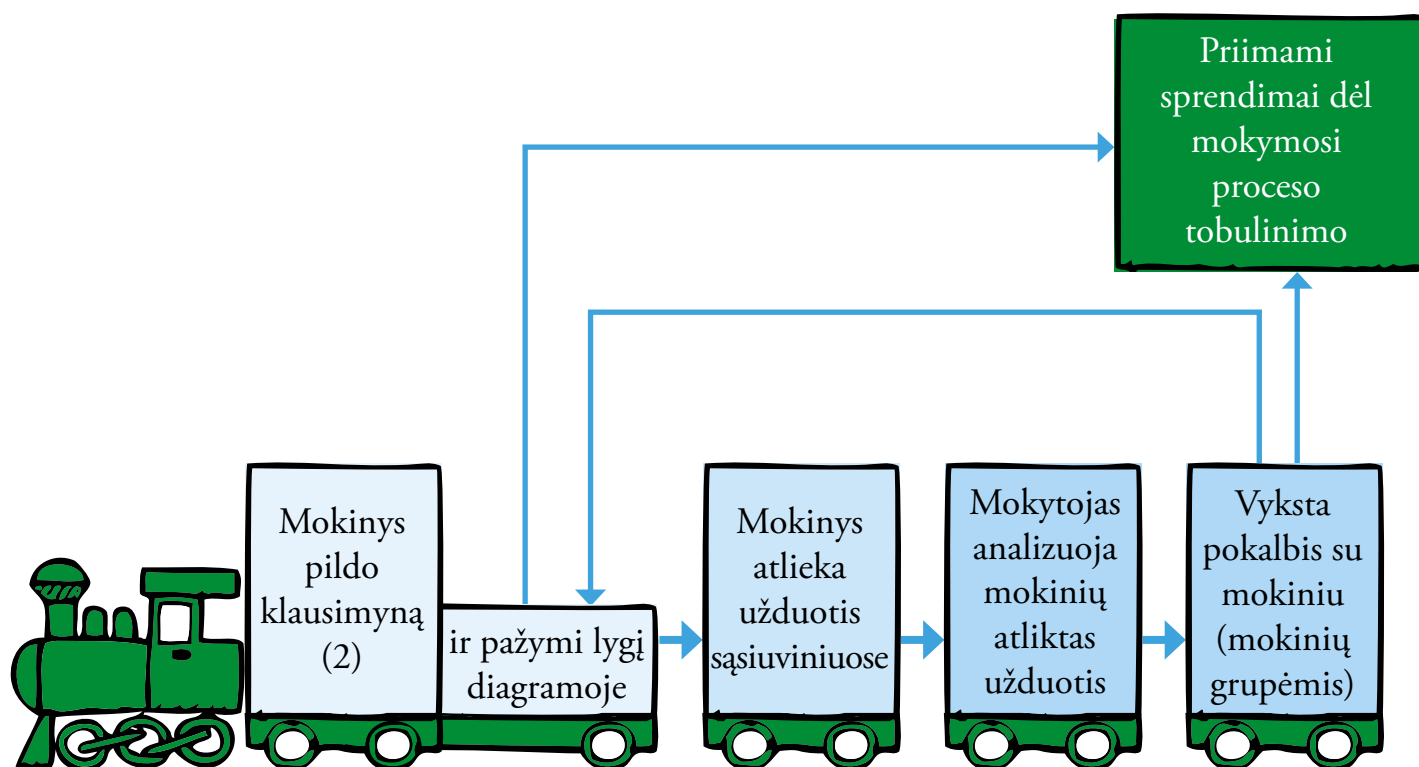 Priimami
sprendimai dėl
mokymosi
proceso
tobulinimo
Mokinys
pildo
klausimyną
(2)
ir pažymi lygį
diagramoje
Mokinys
atlieka
užduotis
sąsiuviniuose
Mokytojas
analizuoja
mokinių
atliktas
užduotis
Vyksta
pokalbis su
mokiniu
(mokinių
grupėmis)